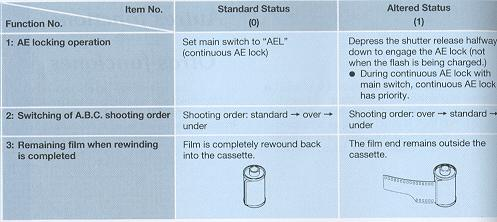 Item No.
Function No.
Standard Status
(0)
Altered Status
(1)
1: AE locking operation
Set main switch to "AEL"
(continuous AE lock)
Depress the shutter release halfway
down to engage the AE lock (not
when the flash is being charged.)
● During continuous AE lock with
main switch, continuous AE lock
has priority.
2: Switching of A.B.C. shooting order
Shooting order: standard → over →
under
Shooting order: over → standard →
under
3: Remaining film when rewinding
is completed
Film is completely rewound back
into the cassette.
The film end remains outside the
cassette.